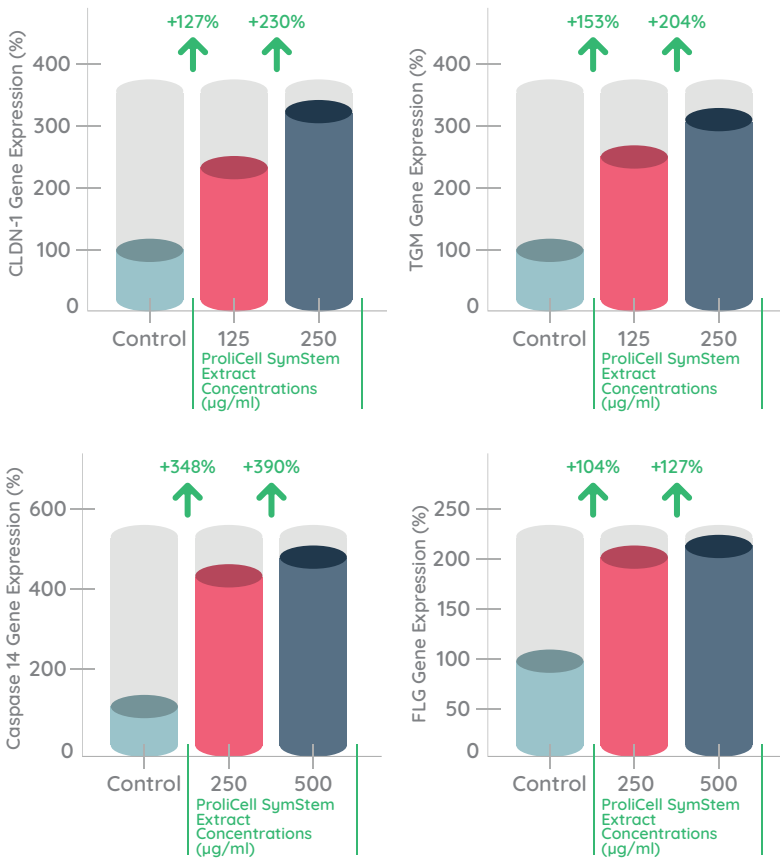 +127% +230%
CLDN-1 Gene Expression (%)
400
300
200
100
0
Control 125 250
ProliCell SymStem
Extract
Concentrations
(µg/ml)
+153% +204%
TGM Gene Expression (%)
400
300
200
100
0
Control 125 250
ProliCell SymStem
Extract
Concentrations
(µg/ml)
+348% +390%
Caspase 14 Gene Expression (%)
600
400
200
0
Control 250 500
ProliCell SymStem
Extract
Concentrations
(µg/ml)
+104% +127%
FLG Gene Expression (%)
250
200
150
100
50
0
Control 250 500
ProliCell SymStem
Extract
Concentrations
(µg/ml)